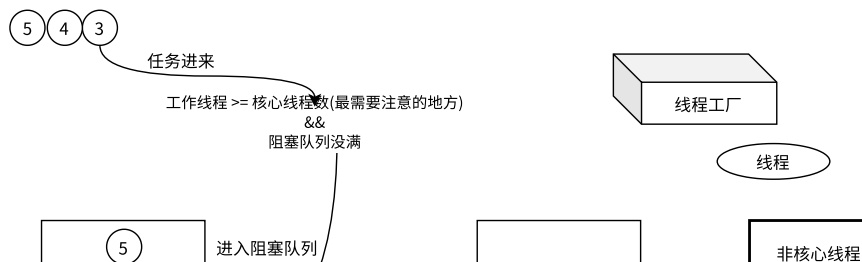 5 4 3
任务进来
工作线程 >= 核心线程数(最需要注意的地方)
&&
阻塞队列没满
线程工厂
线程
5
进入阻塞队列
非核心线程